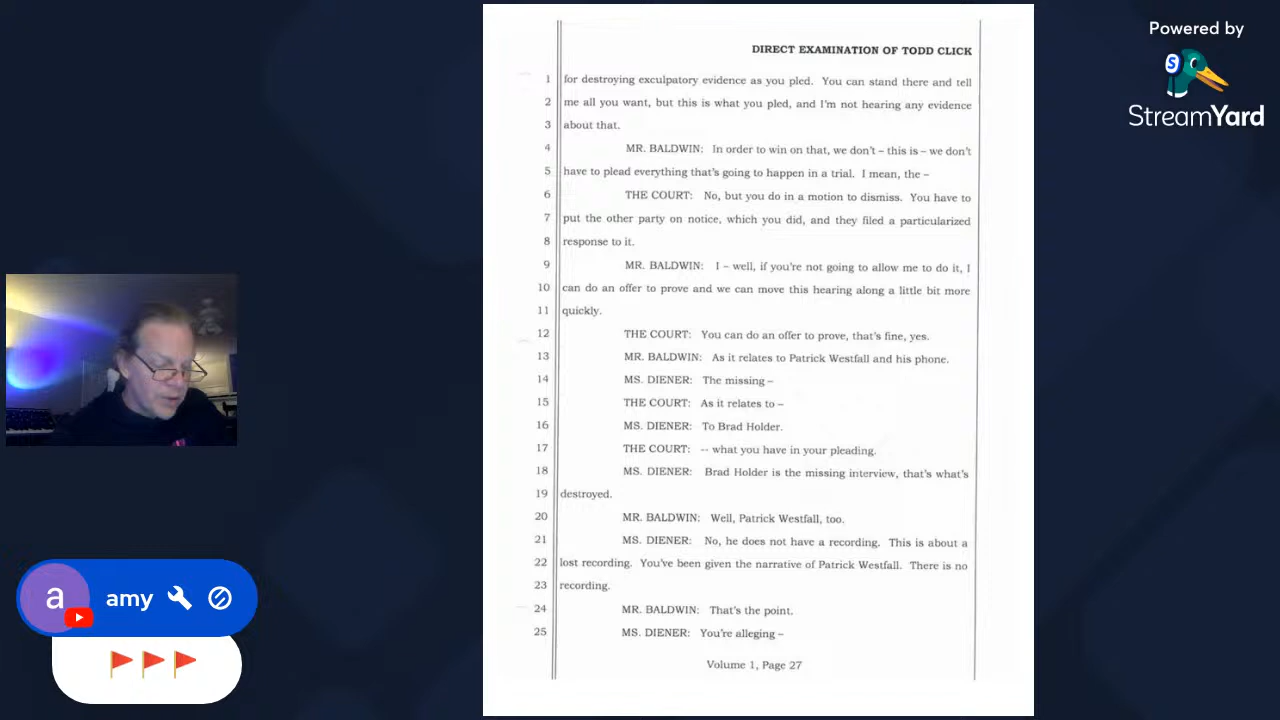 Powered by
S
StreamYard
DIRECT EXAMINATION OF TODD CLICK
1 for destroying exculpatory evidence as you pled. You can stand there and tell
2 me all you want, but this is what you pled, and I'm not hearing any evidence
3 about that.
4 MR. BALDWIN: In order to win on that, we don't – this is – we don't
5 have to plead everything that's going to happen in a trial. I mean, the –
6 THE COURT: No, but you do in a motion to dismiss. You have to
7 put the other party on notice, which you did, and they filed a particularized
8 response to it.
9 MR. BALDWIN: I – well, if you're not going to allow me to do it, I
10 can do an offer to prove and we can move this hearing along a little bit more
11 quickly.
12 THE COURT: You can do an offer to prove, that's fine, yes.
13 MR. BALDWIN: As it relates to Patrick Westfall and his phone.
14 MS. DIENER: The missing –
15 THE COURT: As it relates to –
16 MS. DIENER: To Brad Holder.
17 THE COURT: -- what you have in your pleading.
18 MS. DIENER: Brad Holder is the missing interview, that's what's
19 destroyed.
20 MR. BALDWIN: Well, Patrick Westfall, too.
21 MS. DIENER: No, he does not have a recording. This is about a
22 lost recording. You've been given the narrative of Patrick Westfall. There is no
23 recording.
24 MR. BALDWIN: That's the point.
25 MS. DIENER: You're alleging –
Volume 1, Page 27
a
amy